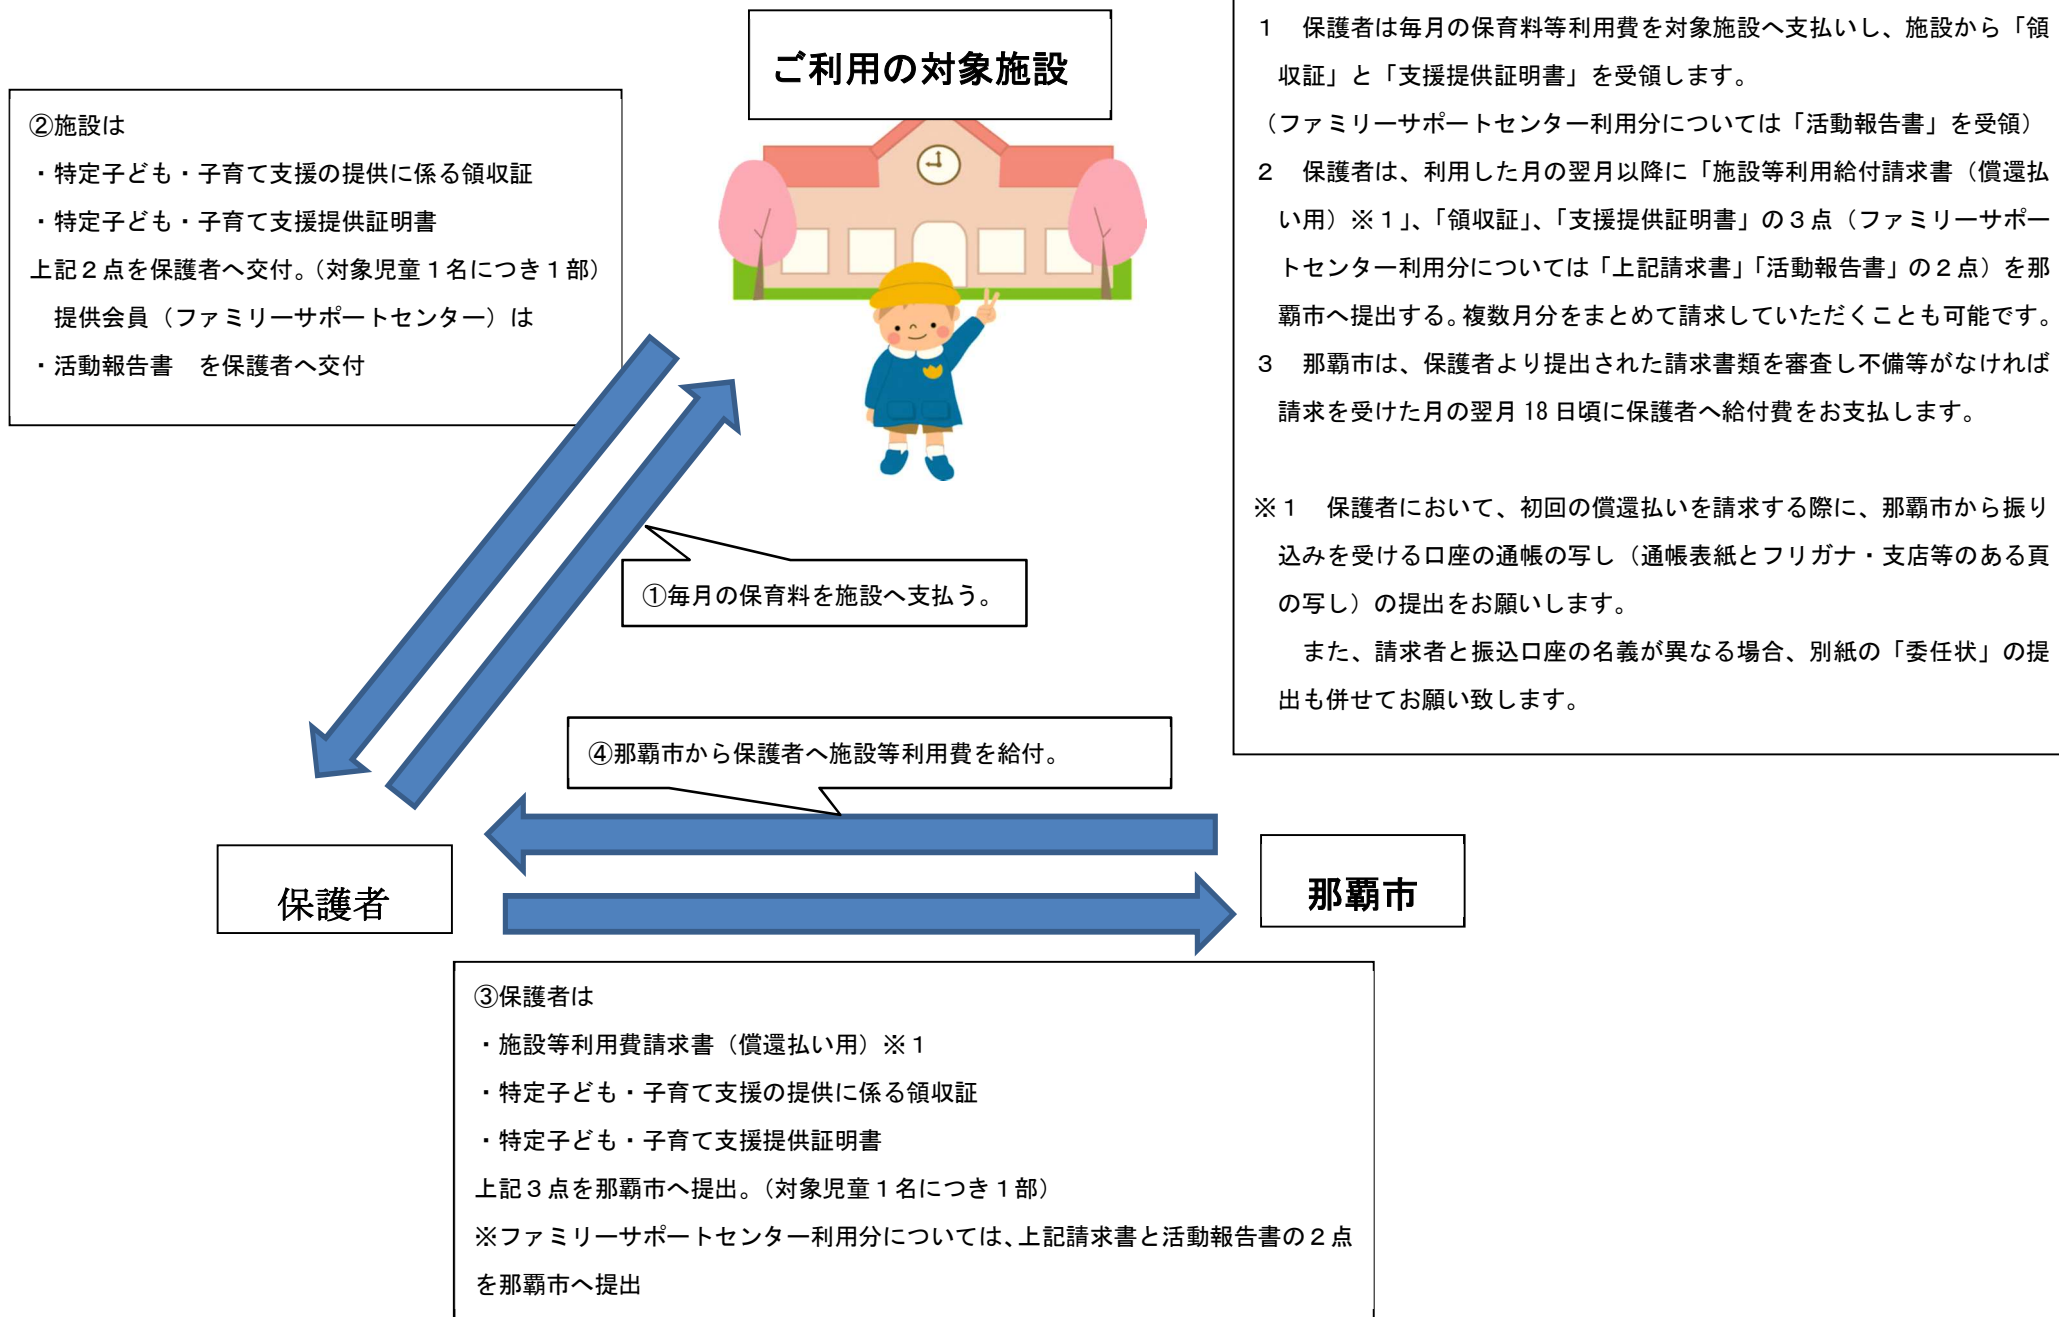 ご利用の対象施設
②施設は
・特定子ども・子育て支援の提供に係る領収証
・特定子ども・子育て支援提供証明書
上記２点を保護者へ交付。（対象児童１名につき１部）
提供会員（ファミリーサポートセンター）は
・活動報告書　を保護者へ交付
①毎月の保育料を施設へ支払う。
④那覇市から保護者へ施設等利用費を給付。
保護者
那覇市
③保護者は
・施設等利用費請求書（償還払い用）※１
・特定子ども・子育て支援の提供に係る領収証
・特定子ども・子育て支援提供証明書
上記３点を那覇市へ提出。（対象児童１名につき１部）
※ファミリーサポートセンター利用分については、上記請求書と活動報告書の２点
を那覇市へ提出
１　保護者は毎月の保育料等利用費を対象施設へ支払いし、施設から「領
収証」と「支援提供証明書」を受領します。
（ファミリーサポートセンター利用分については「活動報告書」を受領）
２　保護者は、利用した月の翌月以降に「施設等利用給付請求書（償還払
い用）※１」、「領収証」、「支援提供証明書」の３点（ファミリーサポー
トセンター利用分については「上記請求書」「活動報告書」の２点）を那
覇市へ提出する。複数月分をまとめて請求していただくことも可能です。
３　那覇市は、保護者より提出された請求書類を審査し不備等がなければ
請求を受けた月の翌月 18 日頃に保護者へ給付費をお支払します。
※１　保護者において、初回の償還払いを請求する際に、那覇市から振り
込みを受ける口座の通帳の写し（通帳表紙とフリガナ・支店等のある頁
の写し）の提出をお願いします。
また、請求者と振込口座の名義が異なる場合、別紙の「委任状」の提
出も併せてお願い致します。